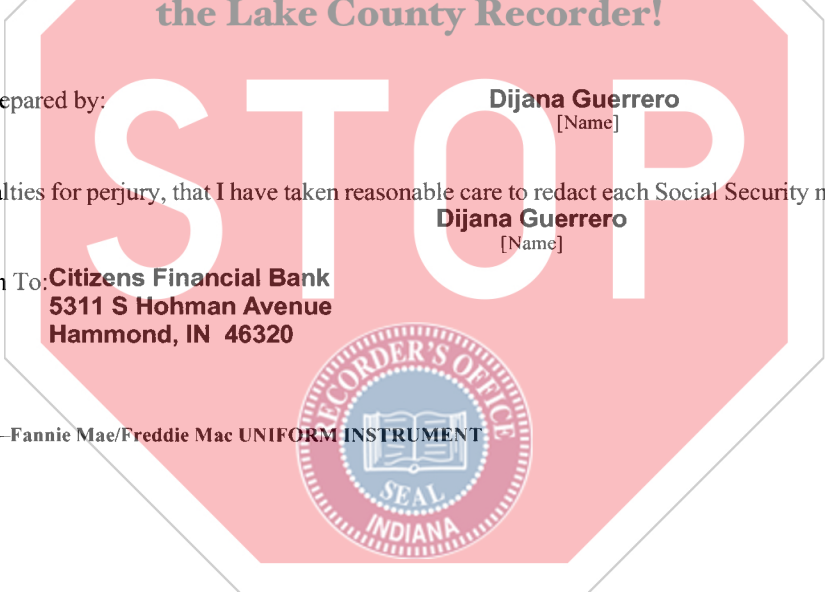 the Lake County Recorder!
STOP
epared by:
Dijana Guerrero
[Name]
lties for perjury, that I have taken reasonable care to redact each Social Security n
Dijana Guerrero
[Name]
n To: Citizens Financial Bank
5311 S Hohman Avenue
Hammond, IN 46320
RECORDER'S OFFICE
SEAL
INDIANA
–Fannie Mae/Freddie Mac UNIFORM INSTRUMENT